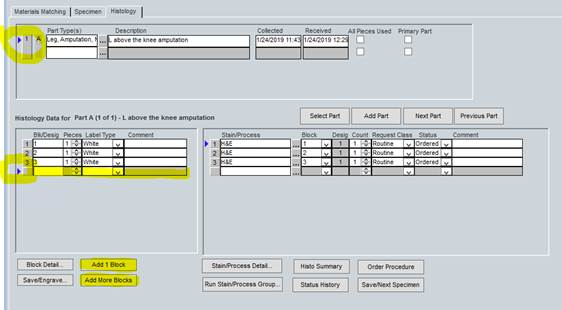 Materials Matching Specimen Histology
Part Type(s) Description Collected Received All Pieces Used Primary Part
1 A Leg, Amputation, ... L above the knee amputation 1/24/2019 11:43 1/24/2019 12:29
...
Histology Data for Part A (1 of 1) - L above the knee amputation
Select Part Add Part Next Part Previous Part
Blk/Desig Pieces Label Type Comment
1 1 1 White
2 2 1 White
3 3 1 White
Stain/Process Block Desig Count Request Class Status Comment
1 H&E ... 1 1 1 Routine Ordered
2 H&E ... 2 1 1 Routine Ordered
3 H&E ... 3 1 1 Routine Ordered
...
Block Detail... Add 1 Block
Save/Engrave... Add More Blocks
Stain/Process Detail... Histo Summary Order Procedure
Run Stain/Process Group... Status History Save/Next Specimen